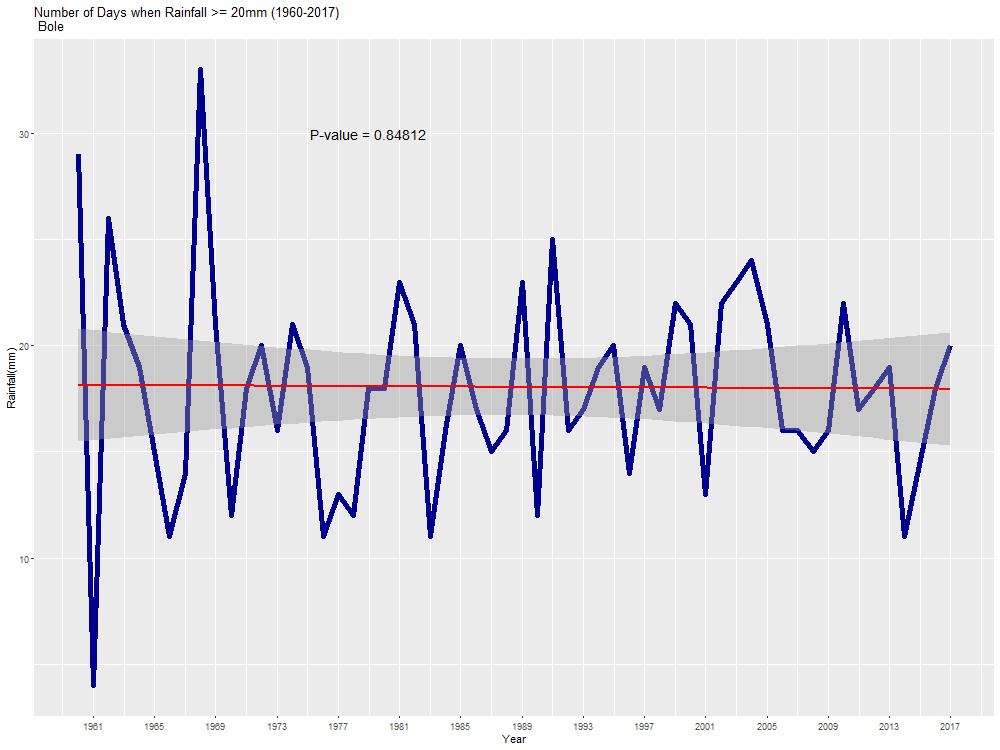 Number of Days when Rainfall >= 20mm (1960-2017)
Bole
P-value = 0.84812
30
20
10
Rainfall(mm)
1961 1965 1969 1973 1977 1981 1985 1989 1993 1997 2001 2005 2009 2013 2017
Year